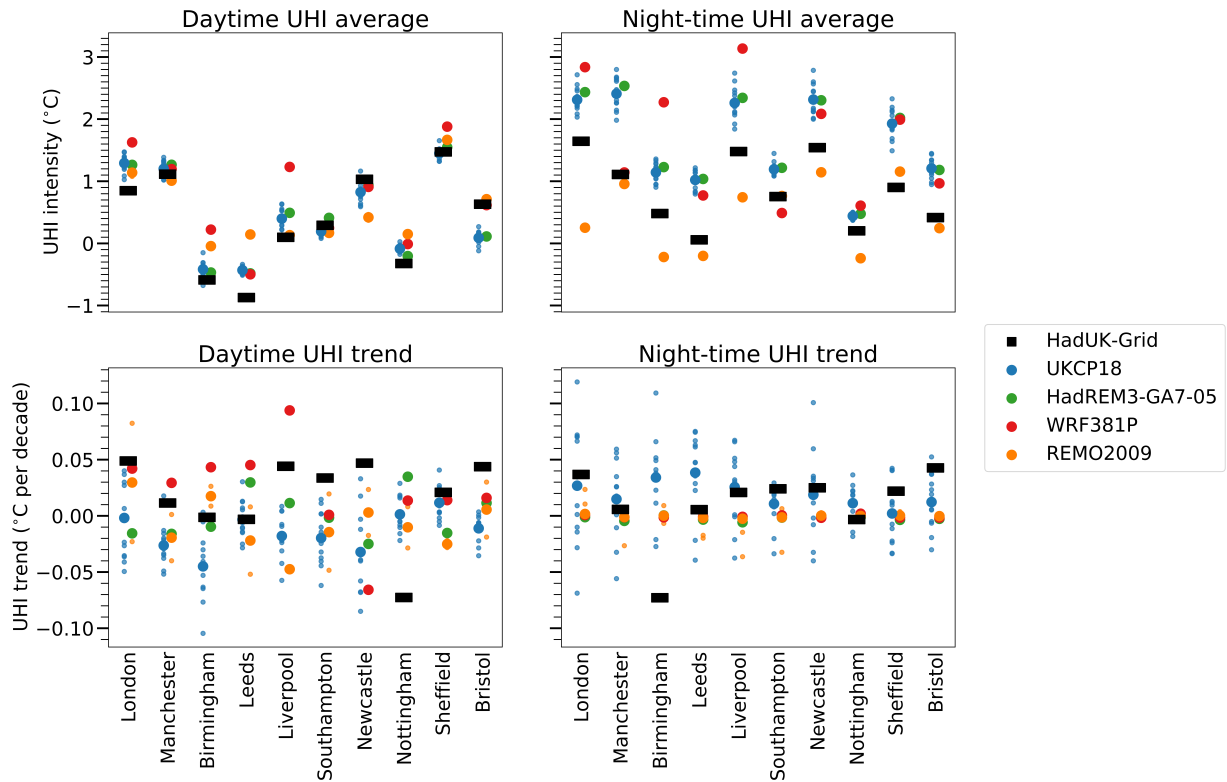 Daytime UHI average
Night-time UHI average
UHI intensity (°C)
3
2
1
0
−1
Daytime UHI trend
Night-time UHI trend
UHI trend (°C per decade)
0.10
0.05
0.00
−0.05
−0.10
HadUK-Grid
UKCP18
HadREM3-GA7-05
WRF381P
REMO2009
London
Manchester
Birmingham
Leeds
Liverpool
Southampton
Newcastle
Nottingham
Sheffield
Bristol
London
Manchester
Birmingham
Leeds
Liverpool
Southampton
Newcastle
Nottingham
Sheffield
Bristol